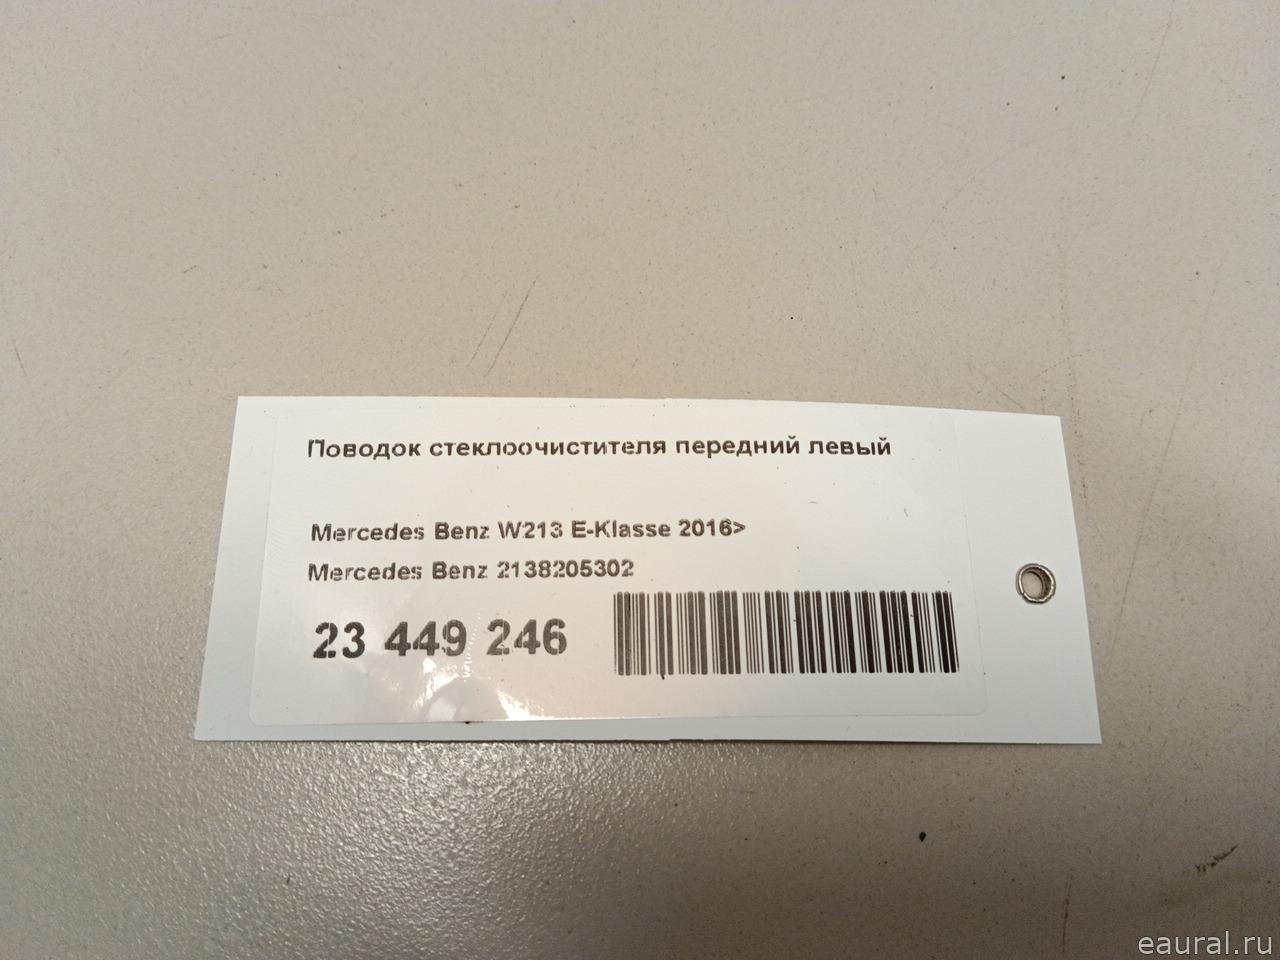 Поводок стеклоочистителя передний левый
Mercedes Benz W213 E-Klasse 2016>
Mercedes Benz 2138205302
23 449 246
eaural.ru